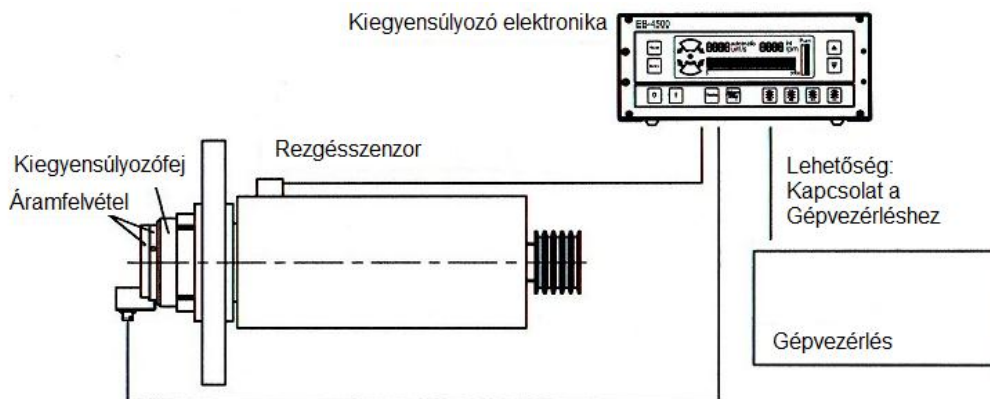 Kiegyensúlyozó elektronika
EB-4500
Rezgésszenzor
Kiegyensúlyozófej
Áramfelvétel
Lehetőség:
Kapcsolat a
Gépvezérléshez
Gépvezérlés